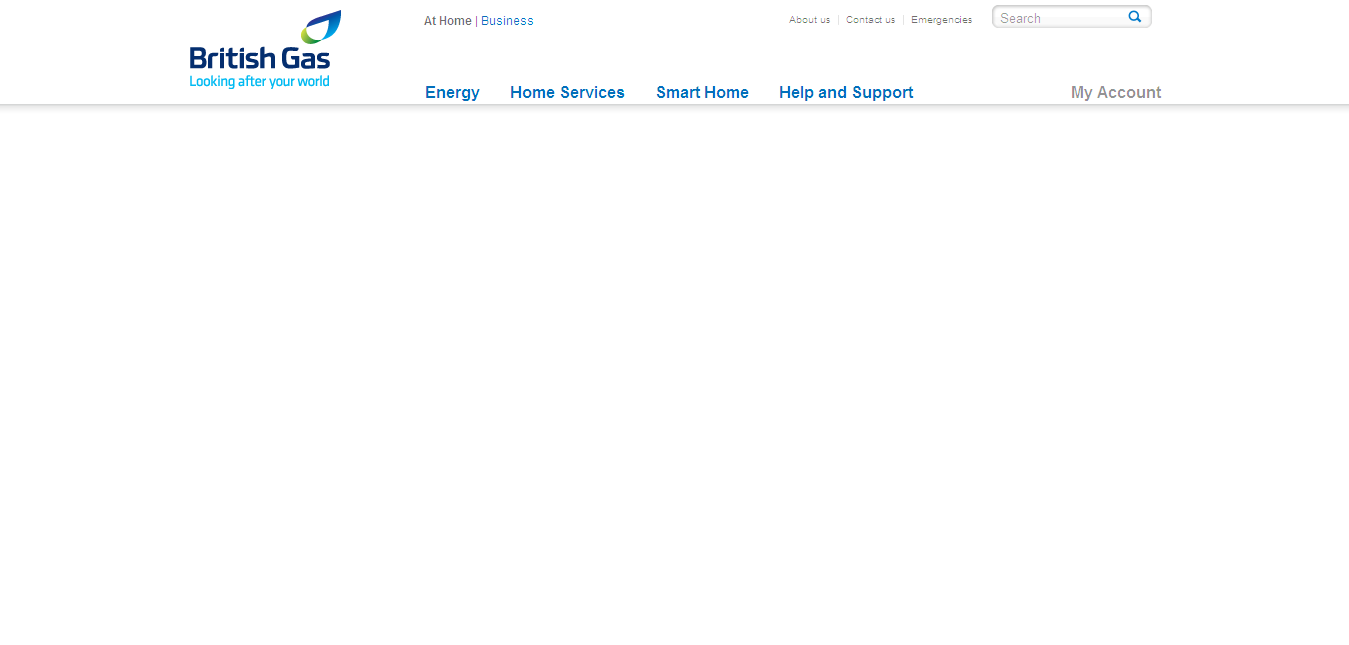 At Home | Business
About us
Contact us
Emergencies
Search
British Gas
Looking after your world
Energy
Home Services
Smart Home
Help and Support
My Account